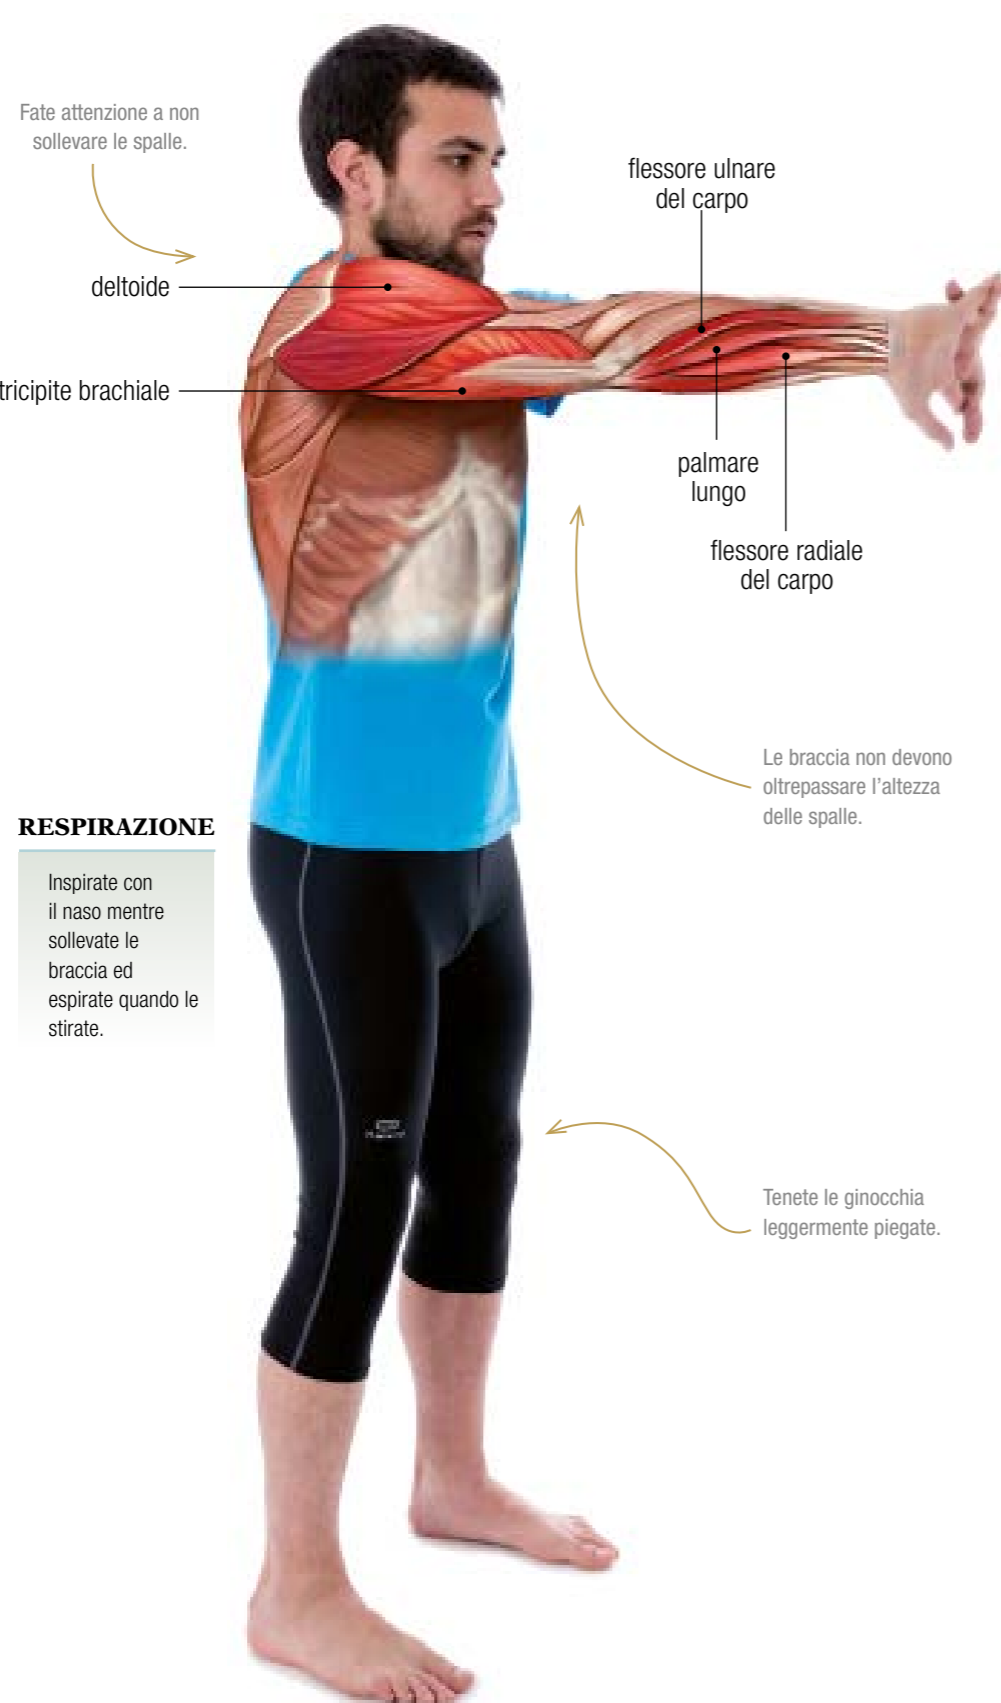 Fate attenzione a non
sollevare le spalle.
flessore ulnare
del carpo
deltoide
tricipite brachiale
palmare
lungo
flessore radiale
del carpo
Le braccia non devono
oltrepassare l’altezza
delle spalle.
RESPIRAZIONE
Inspirate con
il naso mentre
sollevate le
braccia ed
espirate quando le
stirate.
Tenete le ginocchia
leggermente piegate.